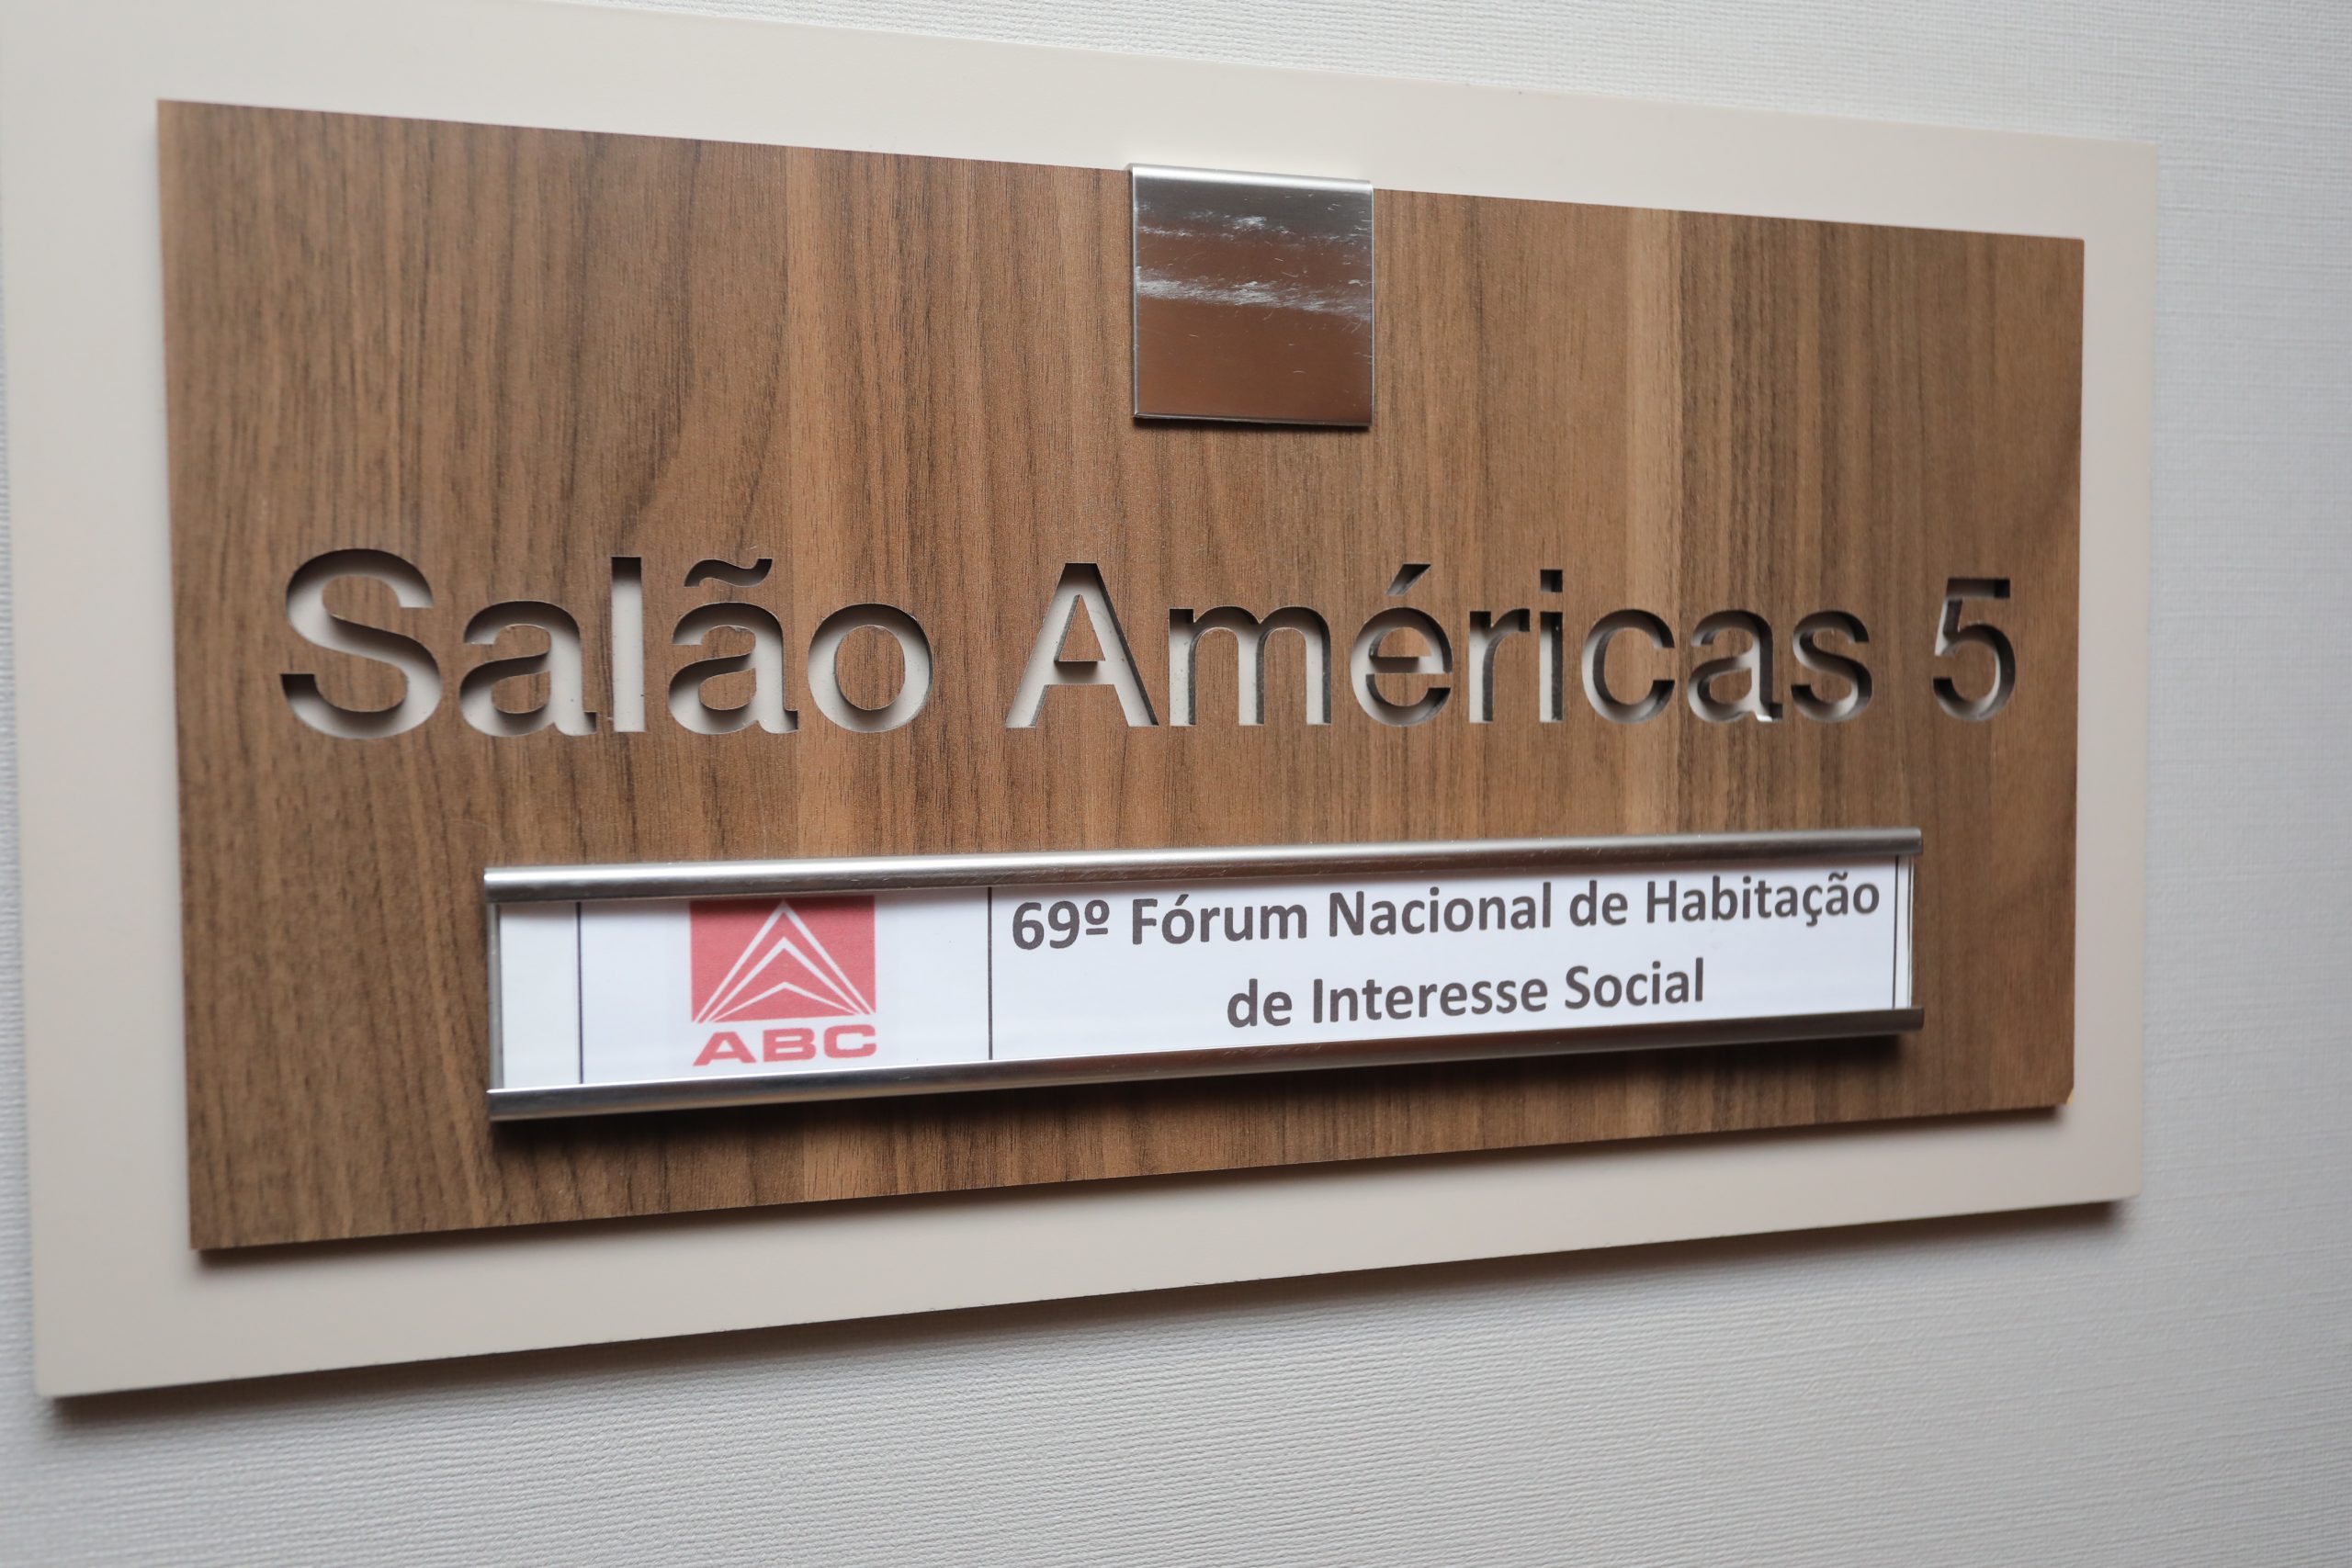 Salão Américas 5
ABC
69º Fórum Nacional de Habitação
de Interesse Social